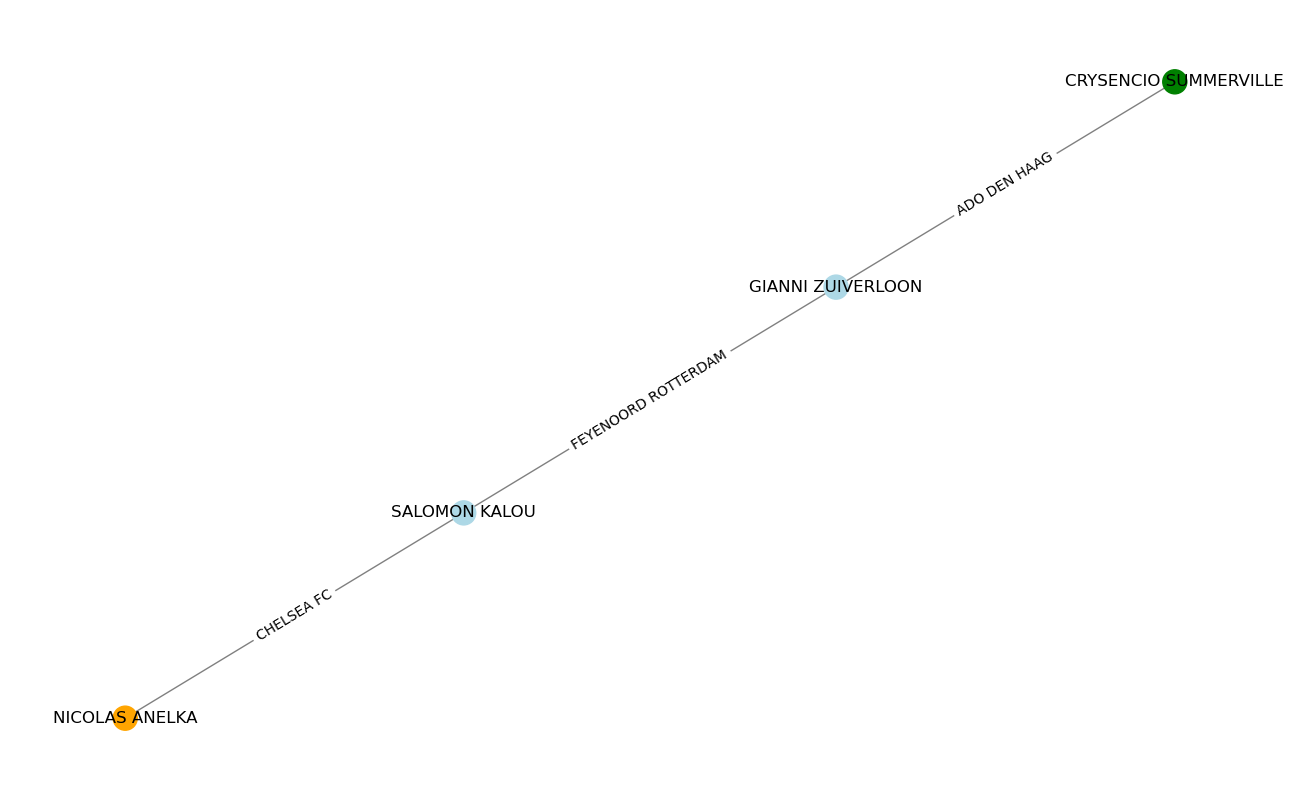 CRYSENCIO SUMMERVILLE
ADO DEN HAAG
GIANNI ZUIVERLOON
FEYENOORD ROTTERDAM
SALOMON KALOU
CHELSEA FC
NICOLAS ANELKA